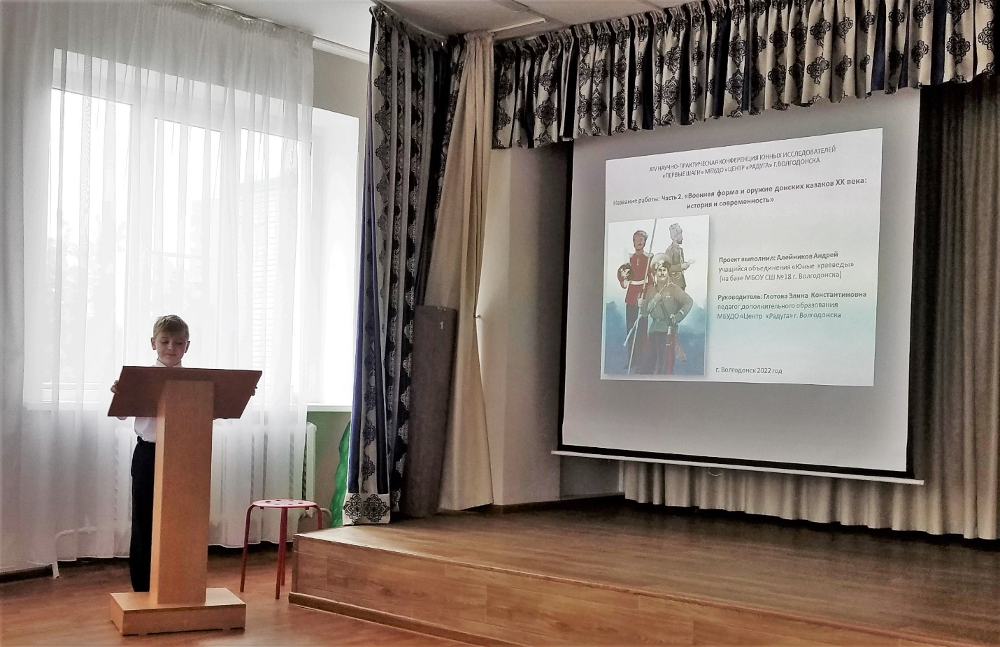 XIV НАУЧНО-ПРАКТИЧЕСКАЯ КОНФЕРЕНЦИЯ ЮННЫХ ИССЛЕДОВАТЕЛЕЙ
«ПЕРВЫЕ ШАГИ» МБУДО «ЦЕНТР «РАДУГА» Г.ВОЛГОДОНСКА
Название работы: Часть 2. «Военная форма и оружие донских казаков XX века:
история и современность»
Проект выполнил: Алейников Андрей
учащийся объединения «Юные краеведы»
(на базе МБОУ СШ №18 г. Волгодонска)
Руководитель: Глотова Элина Константиновна
педагог дополнительного образования
МБУДО «Центр «Радуга» г. Волгодонска
г. Волгодонск 2022 год
1